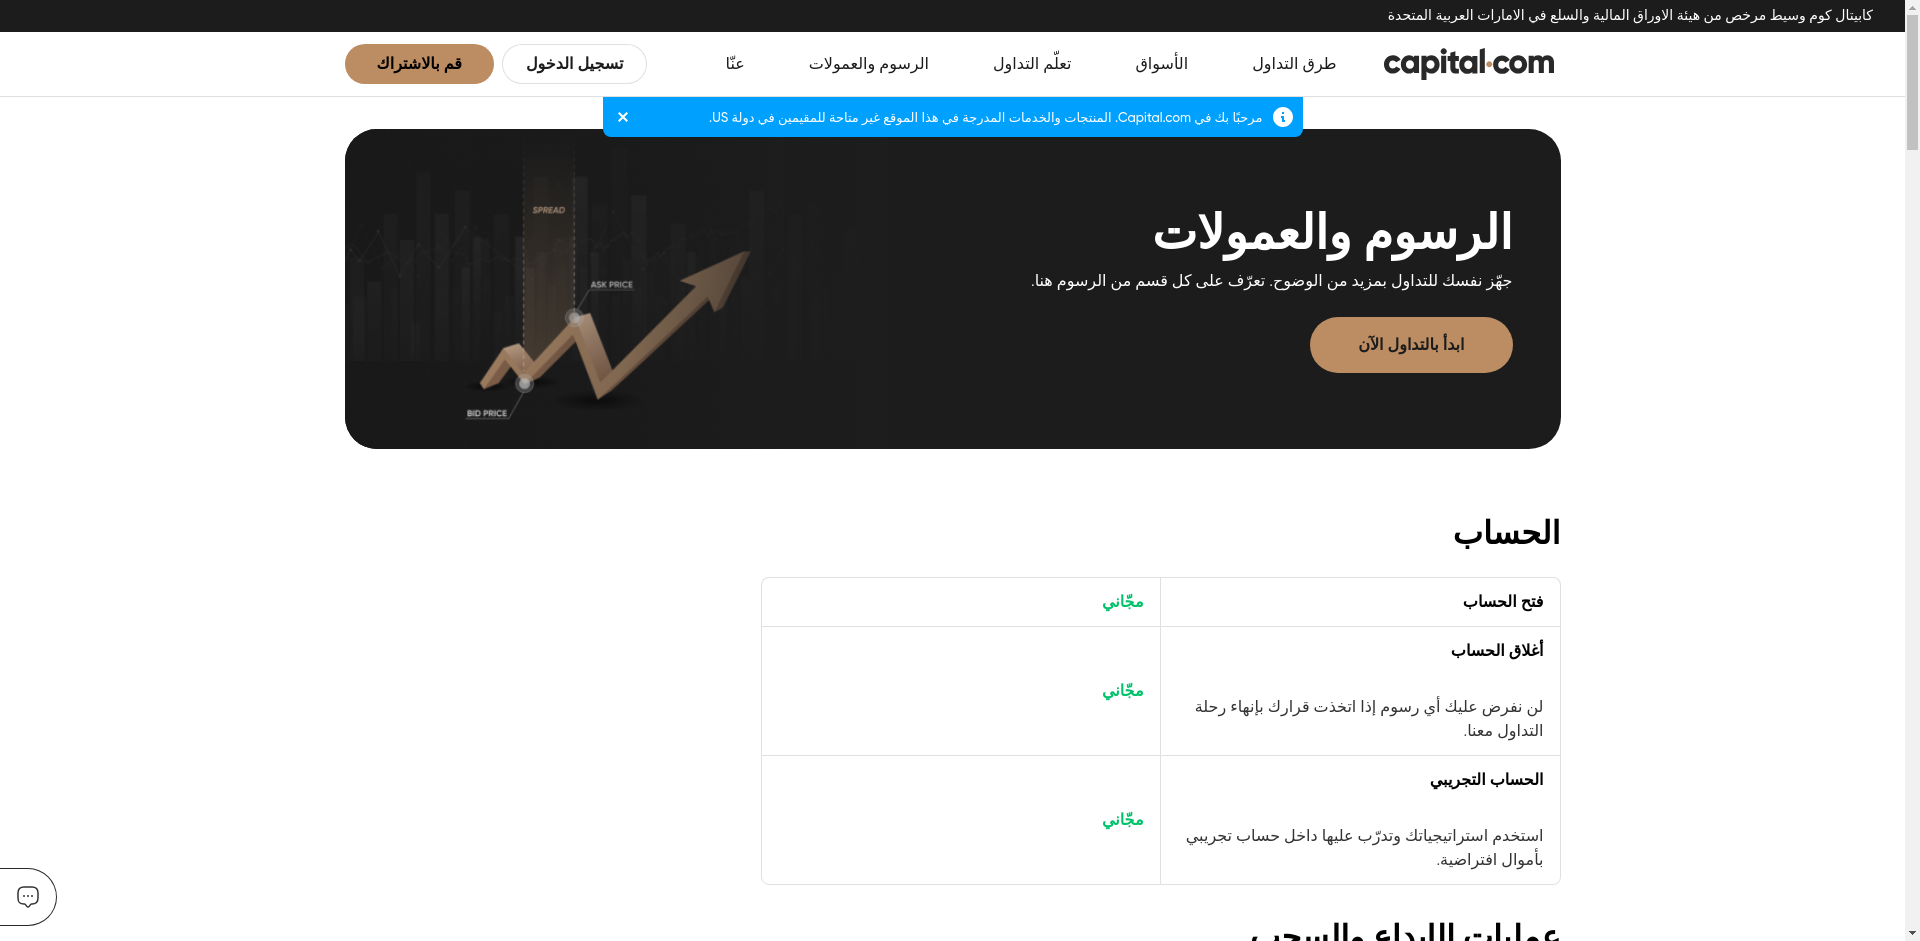 كابيتال كوم وسيط مرخص من هيئة الاوراق المالية والسلع في الامارات العربية المتحدة
capital.com
طرق التداول
الأسواق
تعلّم التداول
الرسوم والعمولات
عنّا
تسجيل الدخول
قم بالاشتراك
مرحبًا بك في Capital.com. المنتجات والخدمات المدرجة في هذا الموقع غير متاحة للمقيمين في دولة US.
الرسوم والعمولات
جهّز نفسك للتداول بمزيد من الوضوح. تعرّف على كل قسم من الرسوم هنا.
ابدأ بالتداول الآن
SPREAD
ASK PRICE
BID PRICE
الحساب
فتح الحساب
مجّاني
أغلاق الحساب
لن نفرض عليك أي رسوم إذا اتخذت قرارك بإنهاء رحلة
التداول معنا.
مجّاني
الحساب التجريبي
استخدم استراتيجياتك وتدرّب عليها داخل حساب تجريبي
بأموال افتراضية.
مجّاني
عمليات الإيداع والسحب